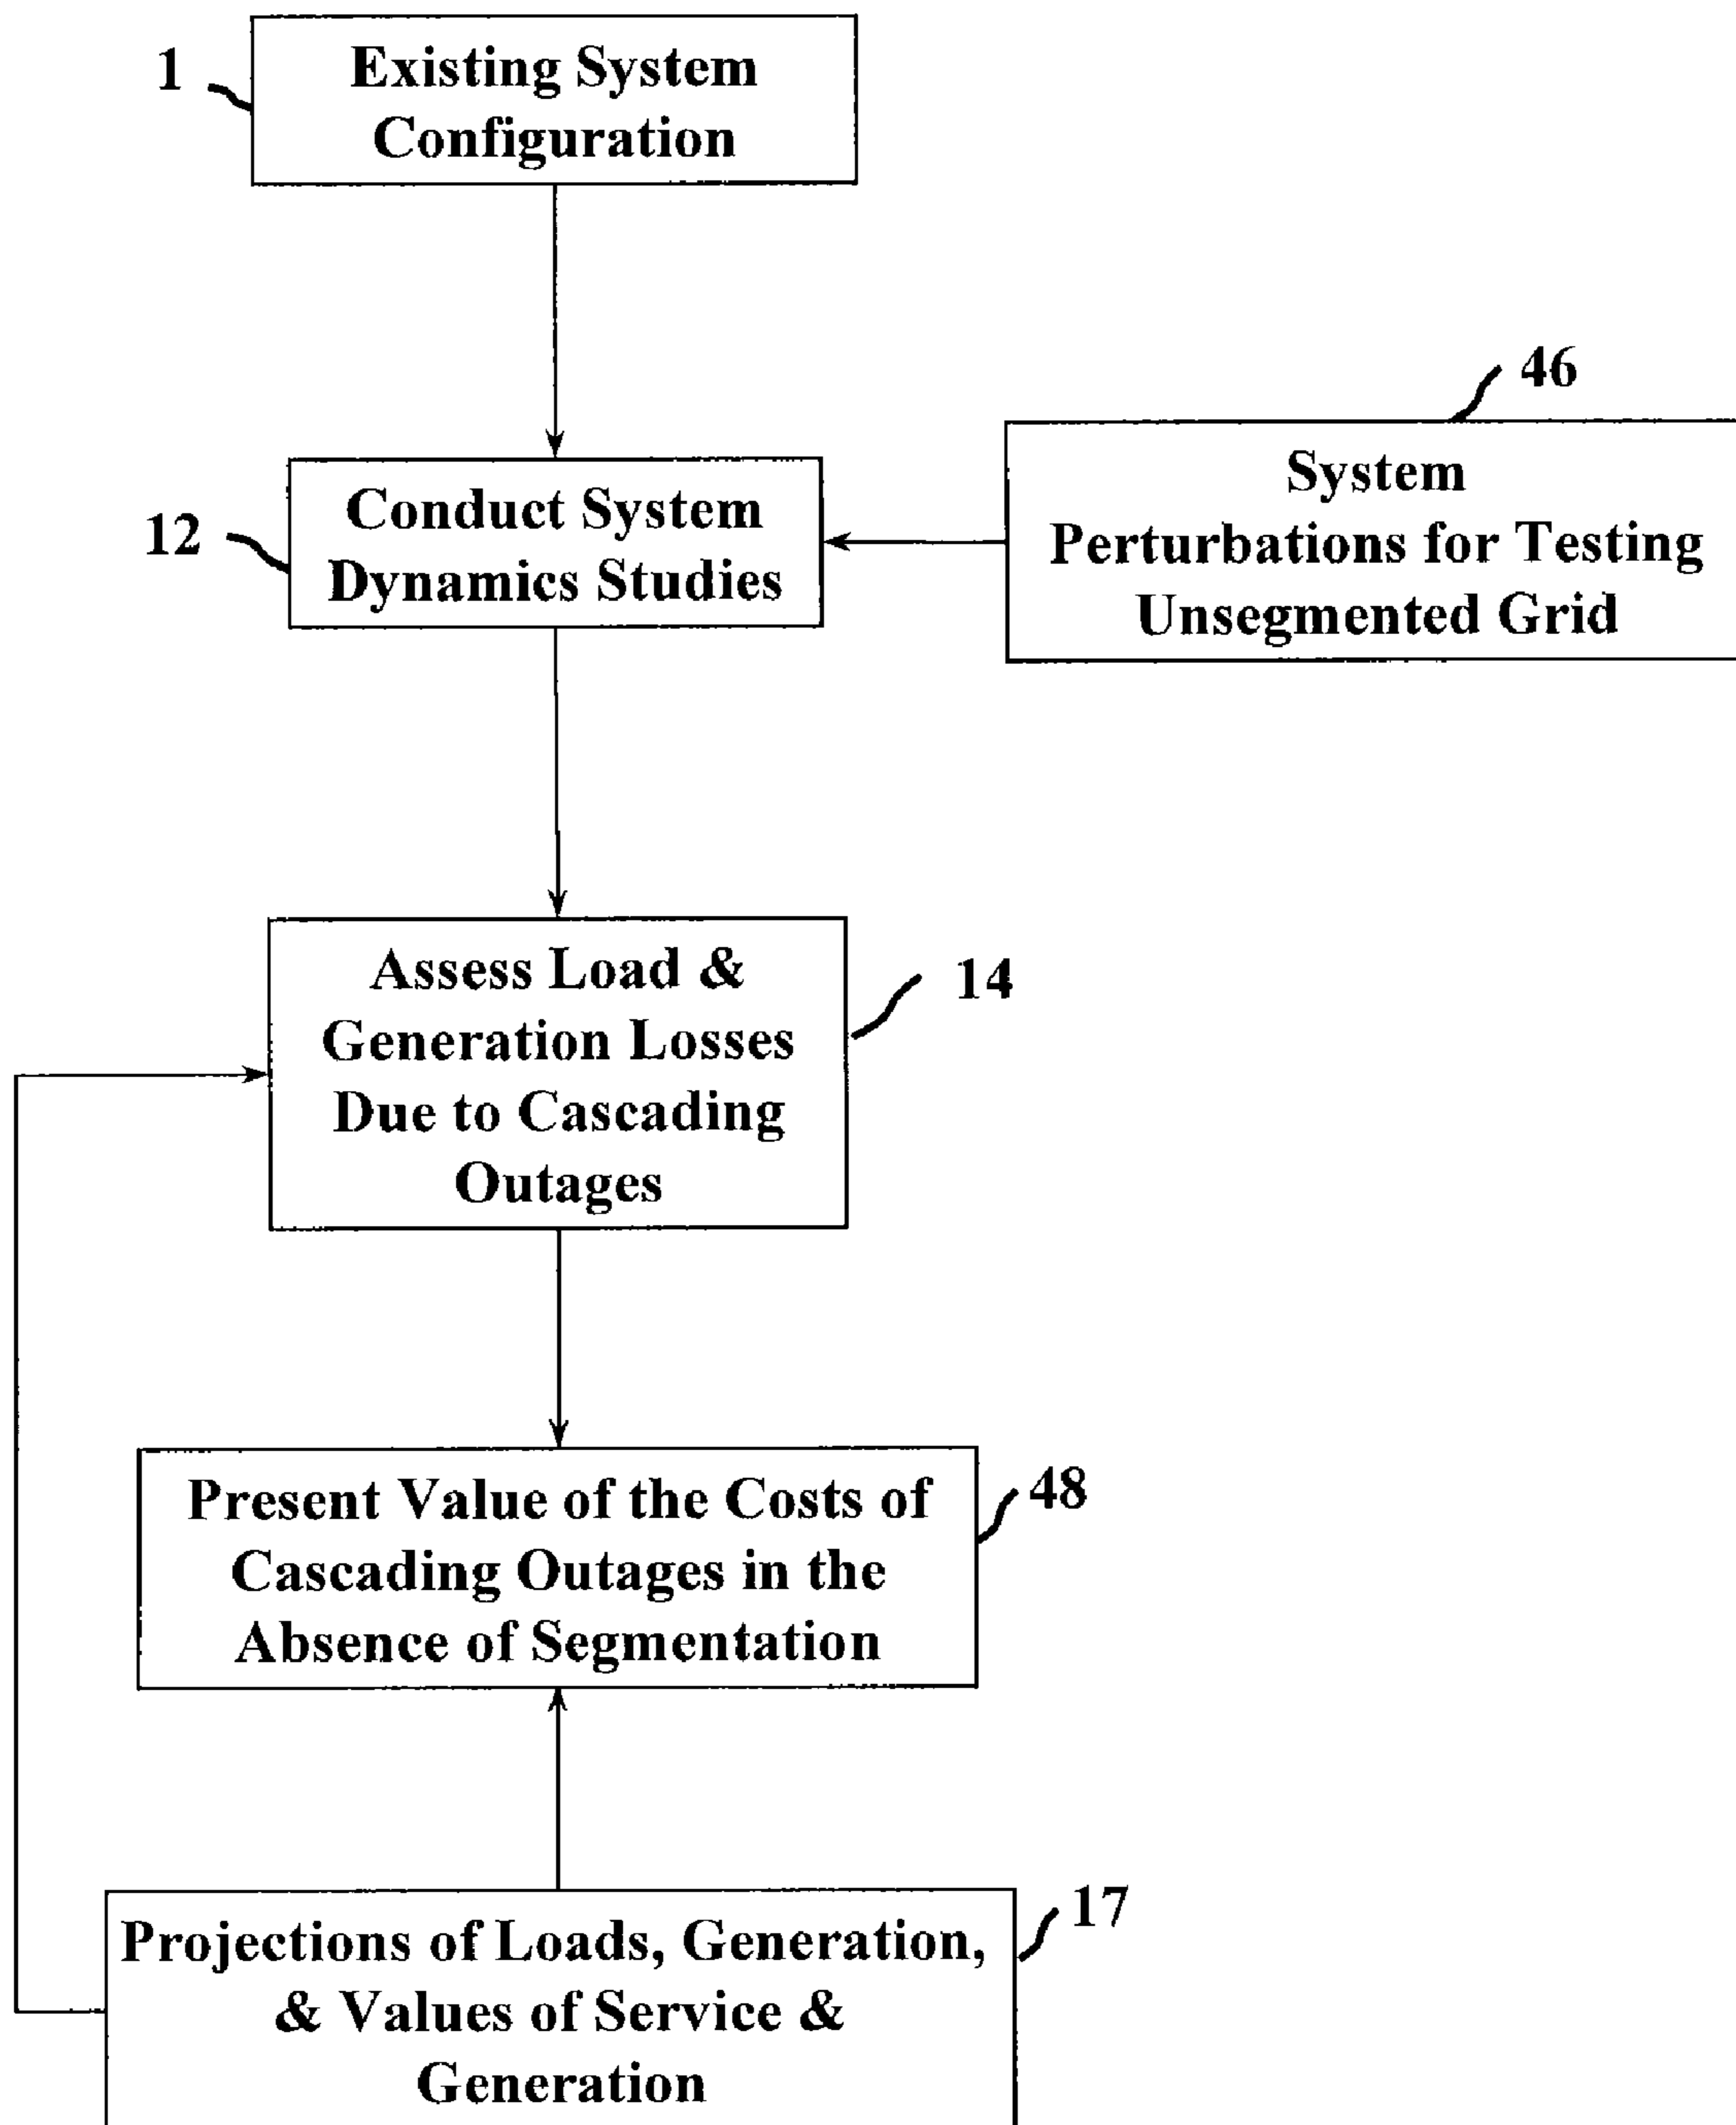 1
Existing System
Configuration
46
System
Perturbations for Testing
Unsegmented Grid
12
Conduct System
Dynamics Studies
14
Assess Load &
Generation Losses
Due to Cascading
Outages
48
Present Value of the Costs of
Cascading Outages in the
Absence of Segmentation
17
Projections of Loads, Generation,
& Values of Service &
Generation